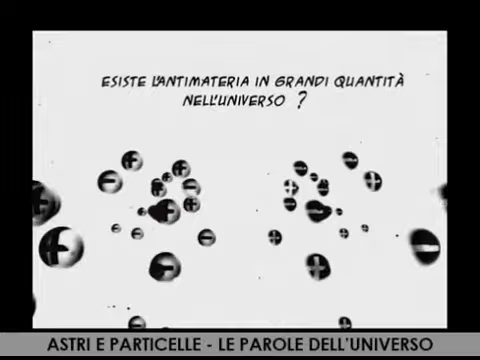 ESISTE L'ANTIMATERIA IN GRANDI QUANTITÀ
NELL'UNIVERSO ?
ASTRI E PARTICELLE - LE PAROLE DELL'UNIVERSO